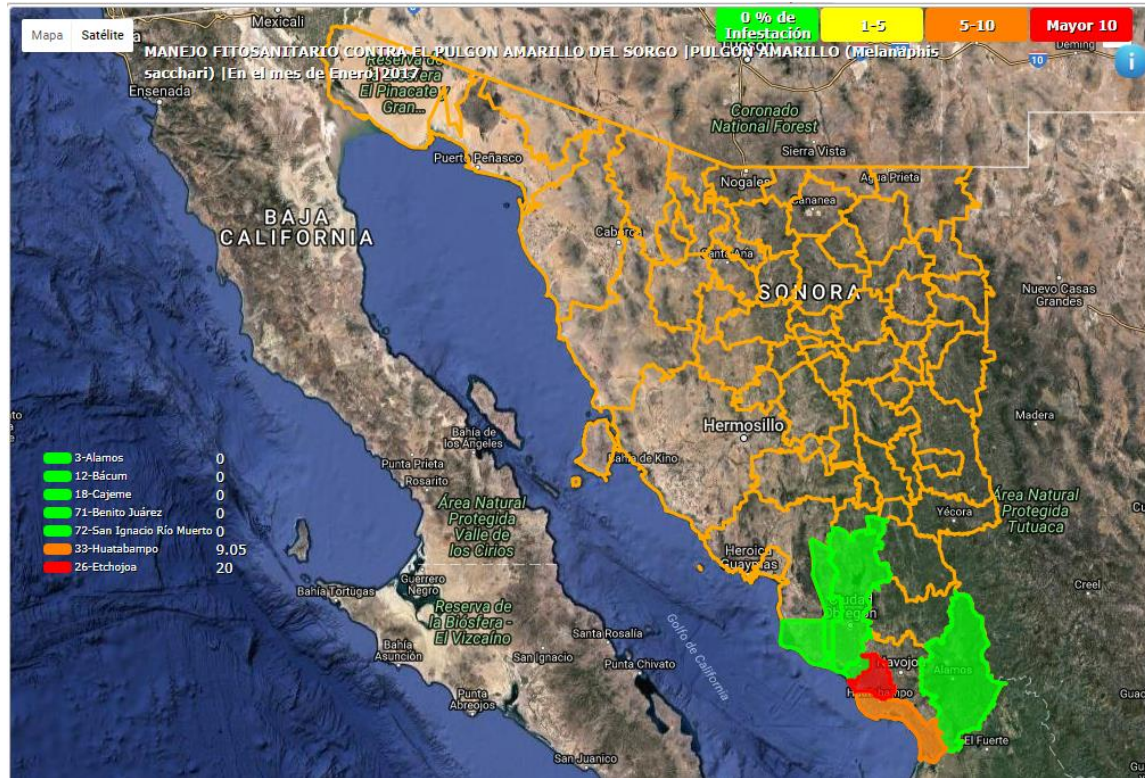 Mapa
Satélite
0 % de
Infestación
1-5
5-10
Mayor 10
MANEJO FITOSANITARIO CONTRA EL PULGON AMARILLO DEL SORGO |PULGON AMARILLO (Melanaphis
sacchari) |En el mes de Enero|2017
i
Mexicali
Ensenada
Reserva de
El Pinacate y
Gran...
Puerto Peñasco
Tucson
Deming
10
Coronado
National Forest
Sierra Vista
Nogales
Agua Prieta
Cananea
BAJA
CALIFORNIA
Caborca
Santa Ana
SONORA
Nuevo Casas
Grandes
Hermosillo
Madera
Bahía de
los Ángeles
Bahía de Kino
Punta Prieta
Rosarito
Área Natural
Protegida
Valle de
los Cirios
Yécora
Área Natural
Protegida
Tutuaca
3-Alamos 0
12-Bácum 0
18-Cajeme 0
71-Benito Juárez 0
72-San Ignacio Río Muerto 0
33-Huatabampo 9.05
26-Etchojoa 20
Heroica
Guaymas
Guerrero
Negro
Bahía Tortugas
Creel
Ciudad
Obregón
Reserva de
la Biósfera -
El Vizcaíno
Bahía
Asunción
San Ignacio
Santa Rosalía
Punta Chivato
Golfo de California
Navojoa
Alamos
Huatabampo
Punta
Abreojos
El Fuerte
San Juanico